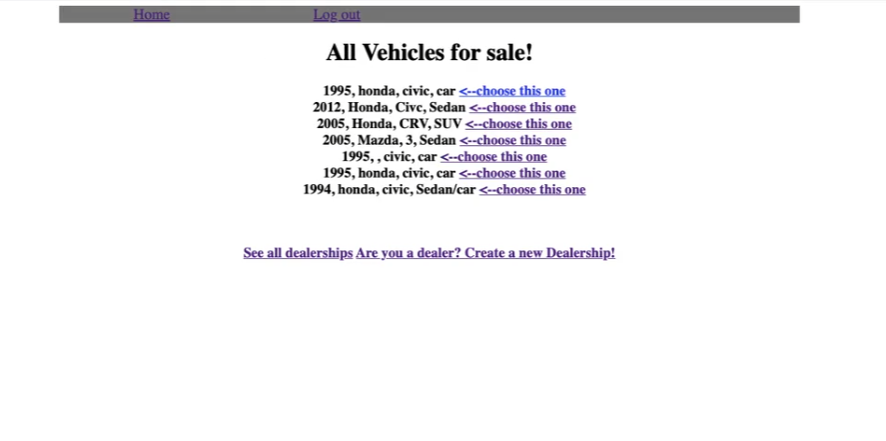 Home Log out
All Vehicles for sale!
1995, honda, civic, car <--choose this one
2012, Honda, Civc, Sedan <--choose this one
2005, Honda, CRV, SUV <--choose this one
2005, Mazda, 3, Sedan <--choose this one
1995, , civic, car <--choose this one
1995, honda, civic, car <--choose this one
1994, honda, civic, Sedan/car <--choose this one
See all dealerships Are you a dealer? Create a new Dealership!